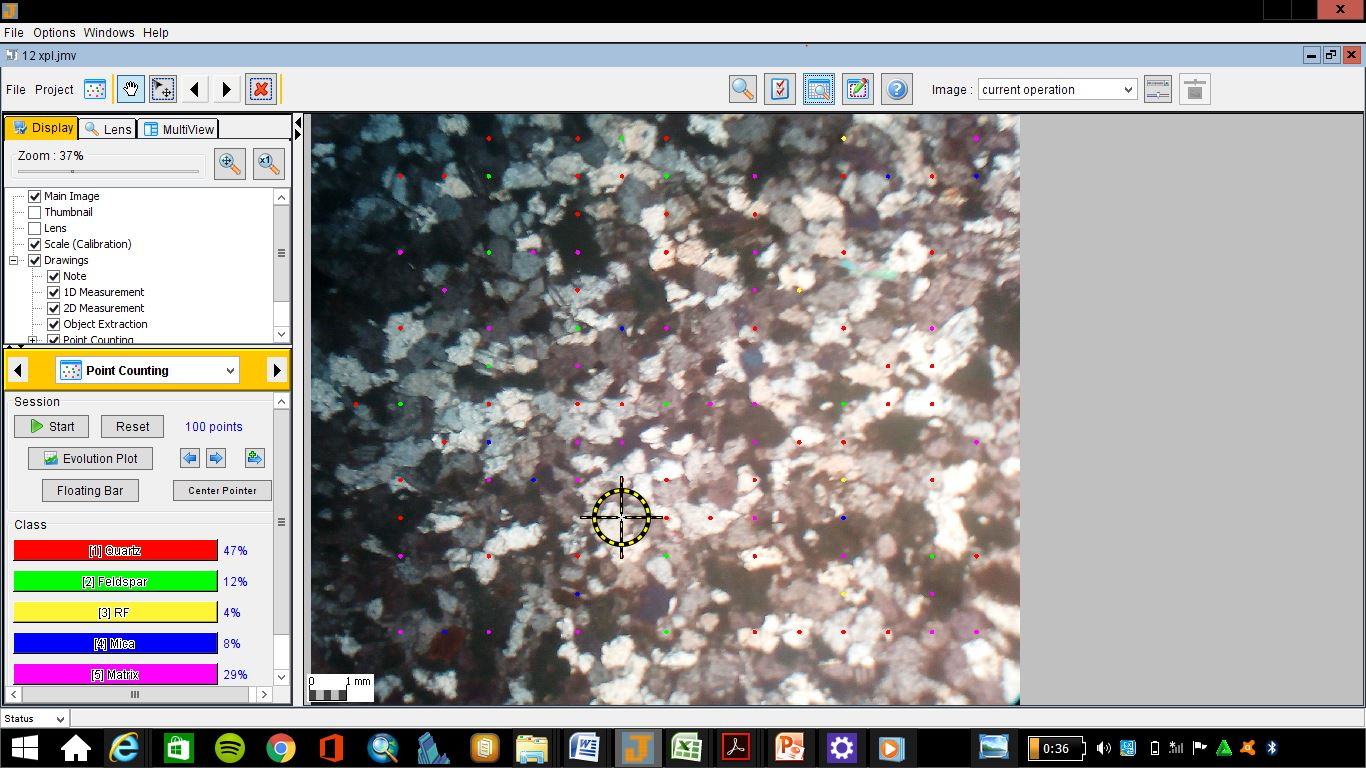 File Options Windows Help
12 xpl.jmv
File Project
Image : current operation
Display Lens MultiView
Zoom : 37%
x1
Main Image
Thumbnail
Lens
Scale (Calibration)
Drawings
Note
1D Measurement
2D Measurement
Object Extraction
Point Counting
Point Counting
Session
Start Reset 100 points
Evolution Plot
Floating Bar Center Pointer
Class
[1] Quartz 47%
[2] Feldspar 12%
[3] RF 4%
[4] Mica 8%
[5] Matrix 29%
0 1 mm
Status
0:36